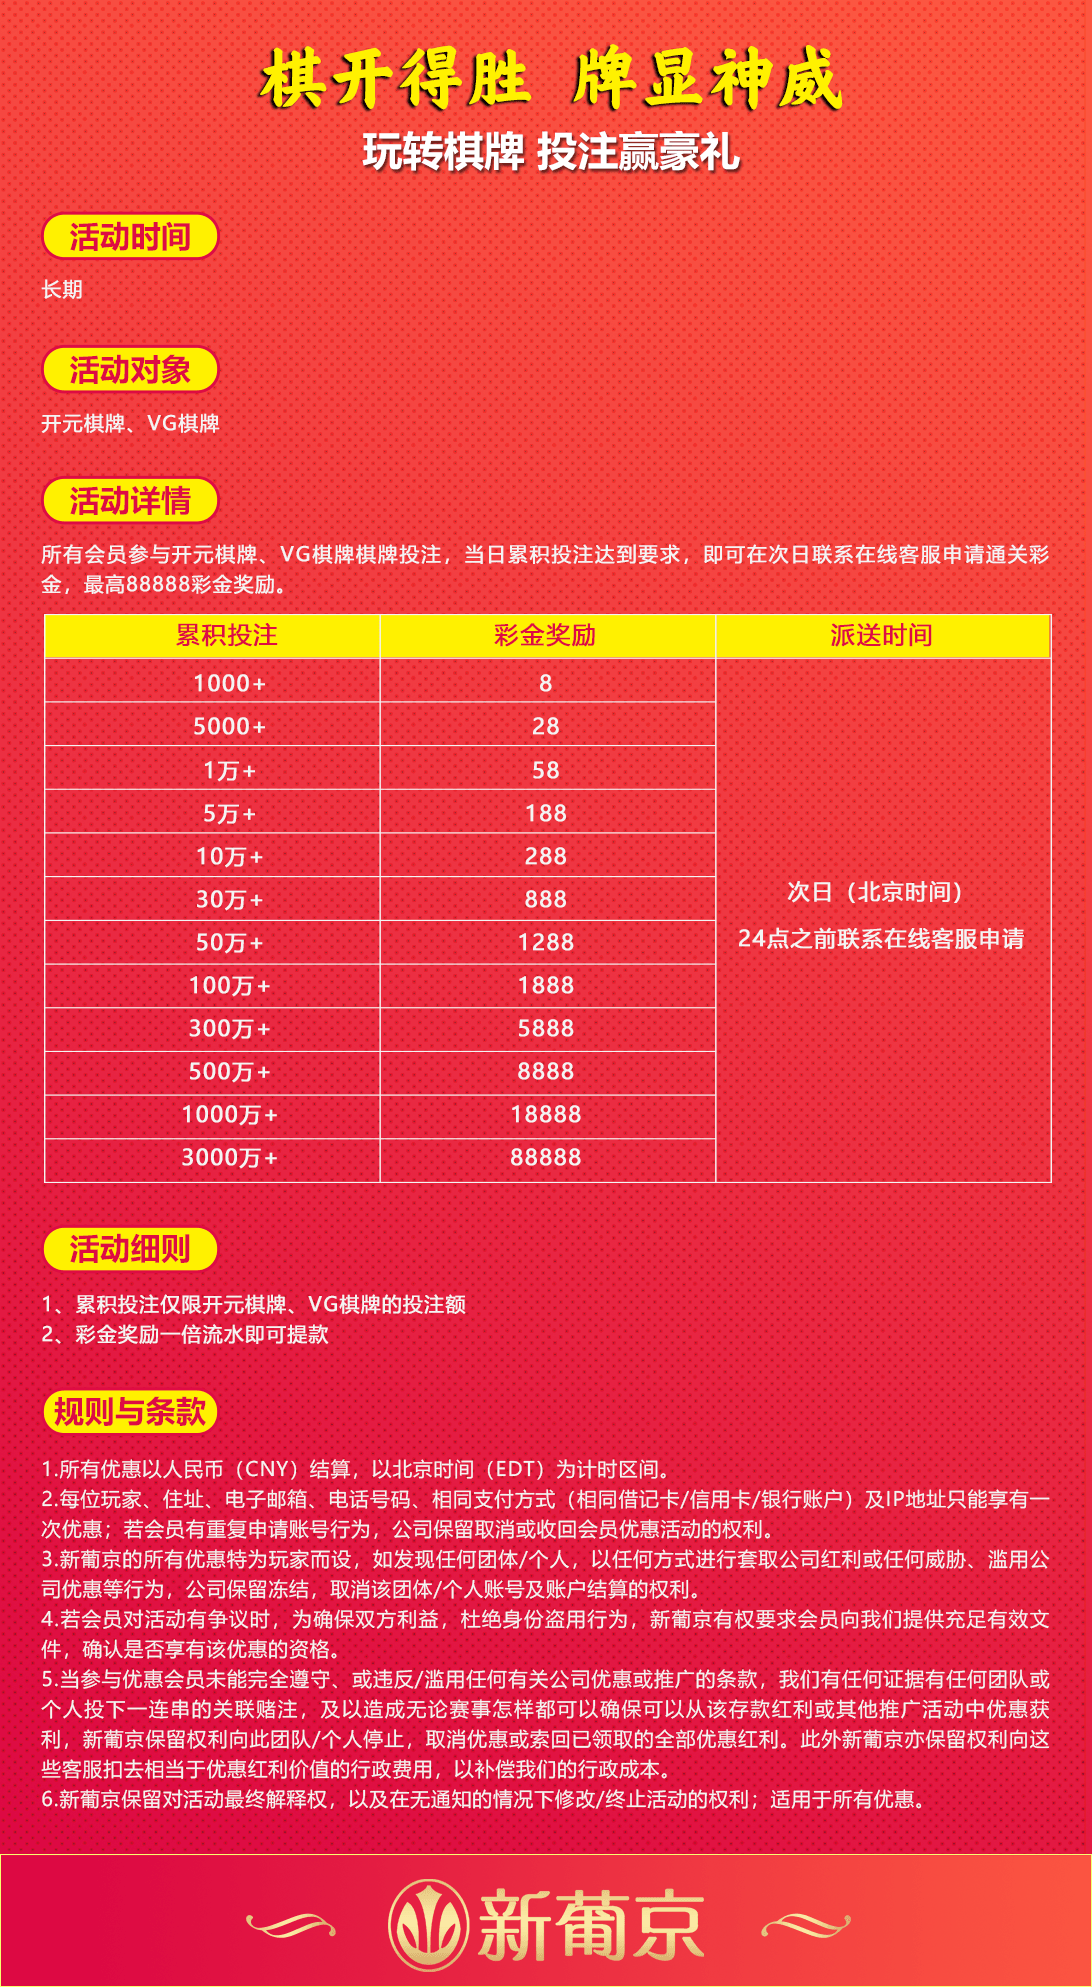 棋开得胜 牌显神威
玩转棋牌 投注赢豪礼
活动时间
长期
活动对象
开元棋牌、VG棋牌
活动详情
所有会员参与开元棋牌、VG棋牌棋牌投注，当日累积投注达到要求，即可在次日联系在线客服申请通关彩
金，最高88888彩金奖励。
累积投注 彩金奖励 派送时间
1000+ 8
5000+ 28
1万+ 58
5万+ 188
10万+ 288
30万+ 888
次日（北京时间）
50万+ 1288
24点之前联系在线客服申请
100万+ 1888
300万+ 5888
500万+ 8888
1000万+ 18888
3000万+ 88888
活动细则
1、累积投注仅限开元棋牌、VG棋牌的投注额
2、彩金奖励一倍流水即可提款
规则与条款
1.所有优惠以人民币（CNY）结算，以北京时间（EDT）为计时区间。
2.每位玩家、住址、电子邮箱、电话号码、相同支付方式（相同借记卡/信用卡/银行账户）及IP地址只能享有一
次优惠；若会员有重复申请账号行为，公司保留取消或收回会员优惠活动的权利。
3.新葡京的所有优惠特为玩家而设，如发现任何团体/个人，以任何方式进行套取公司红利或任何威胁、滥用公
司优惠等行为，公司保留冻结，取消该团体/个人账号及账户结算的权利。
4.若会员对活动有争议时，为确保双方利益，杜绝身份盗用行为，新葡京有权要求会员向我们提供充足有效文
件，确认是否享有该优惠的资格。
5.当参与优惠会员未能完全遵守、或违反/滥用任何有关公司优惠或推广的条款，我们有任何证据有任何团队或
个人投下一连串的关联赌注，及以造成无论赛事怎样都可以确保可以从该存款红利或其他推广活动中优惠获
利，新葡京保留权利向此团队/个人停止，取消优惠或索回已领取的全部优惠红利。此外新葡京亦保留权利向这
些客服扣去相当于优惠红利价值的行政费用，以补偿我们的行政成本。
6.新葡京保留对活动最终解释权，以及在无通知的情况下修改/终止活动的权利；适用于所有优惠。
新葡京